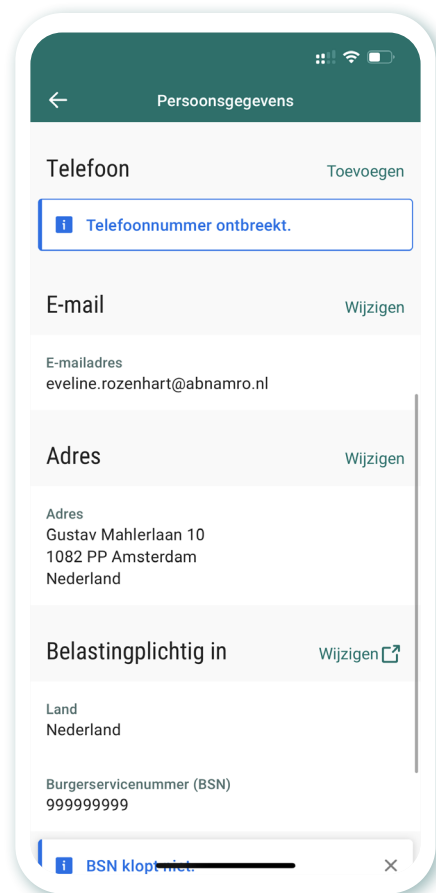 Persoonsgegevens
Telefoon Toevoegen
Telefoonnummer ontbreekt.
E-mail Wijzigen
E-mailadres
eveline.rozenhart@abnamro.nl
Adres Wijzigen
Adres
Gustav Mahlerlaan 10
1082 PP Amsterdam
Nederland
Belastingplichtig in Wijzigen
Land
Nederland
Burgerservicenummer (BSN)
999999999
BSN klopt niet.